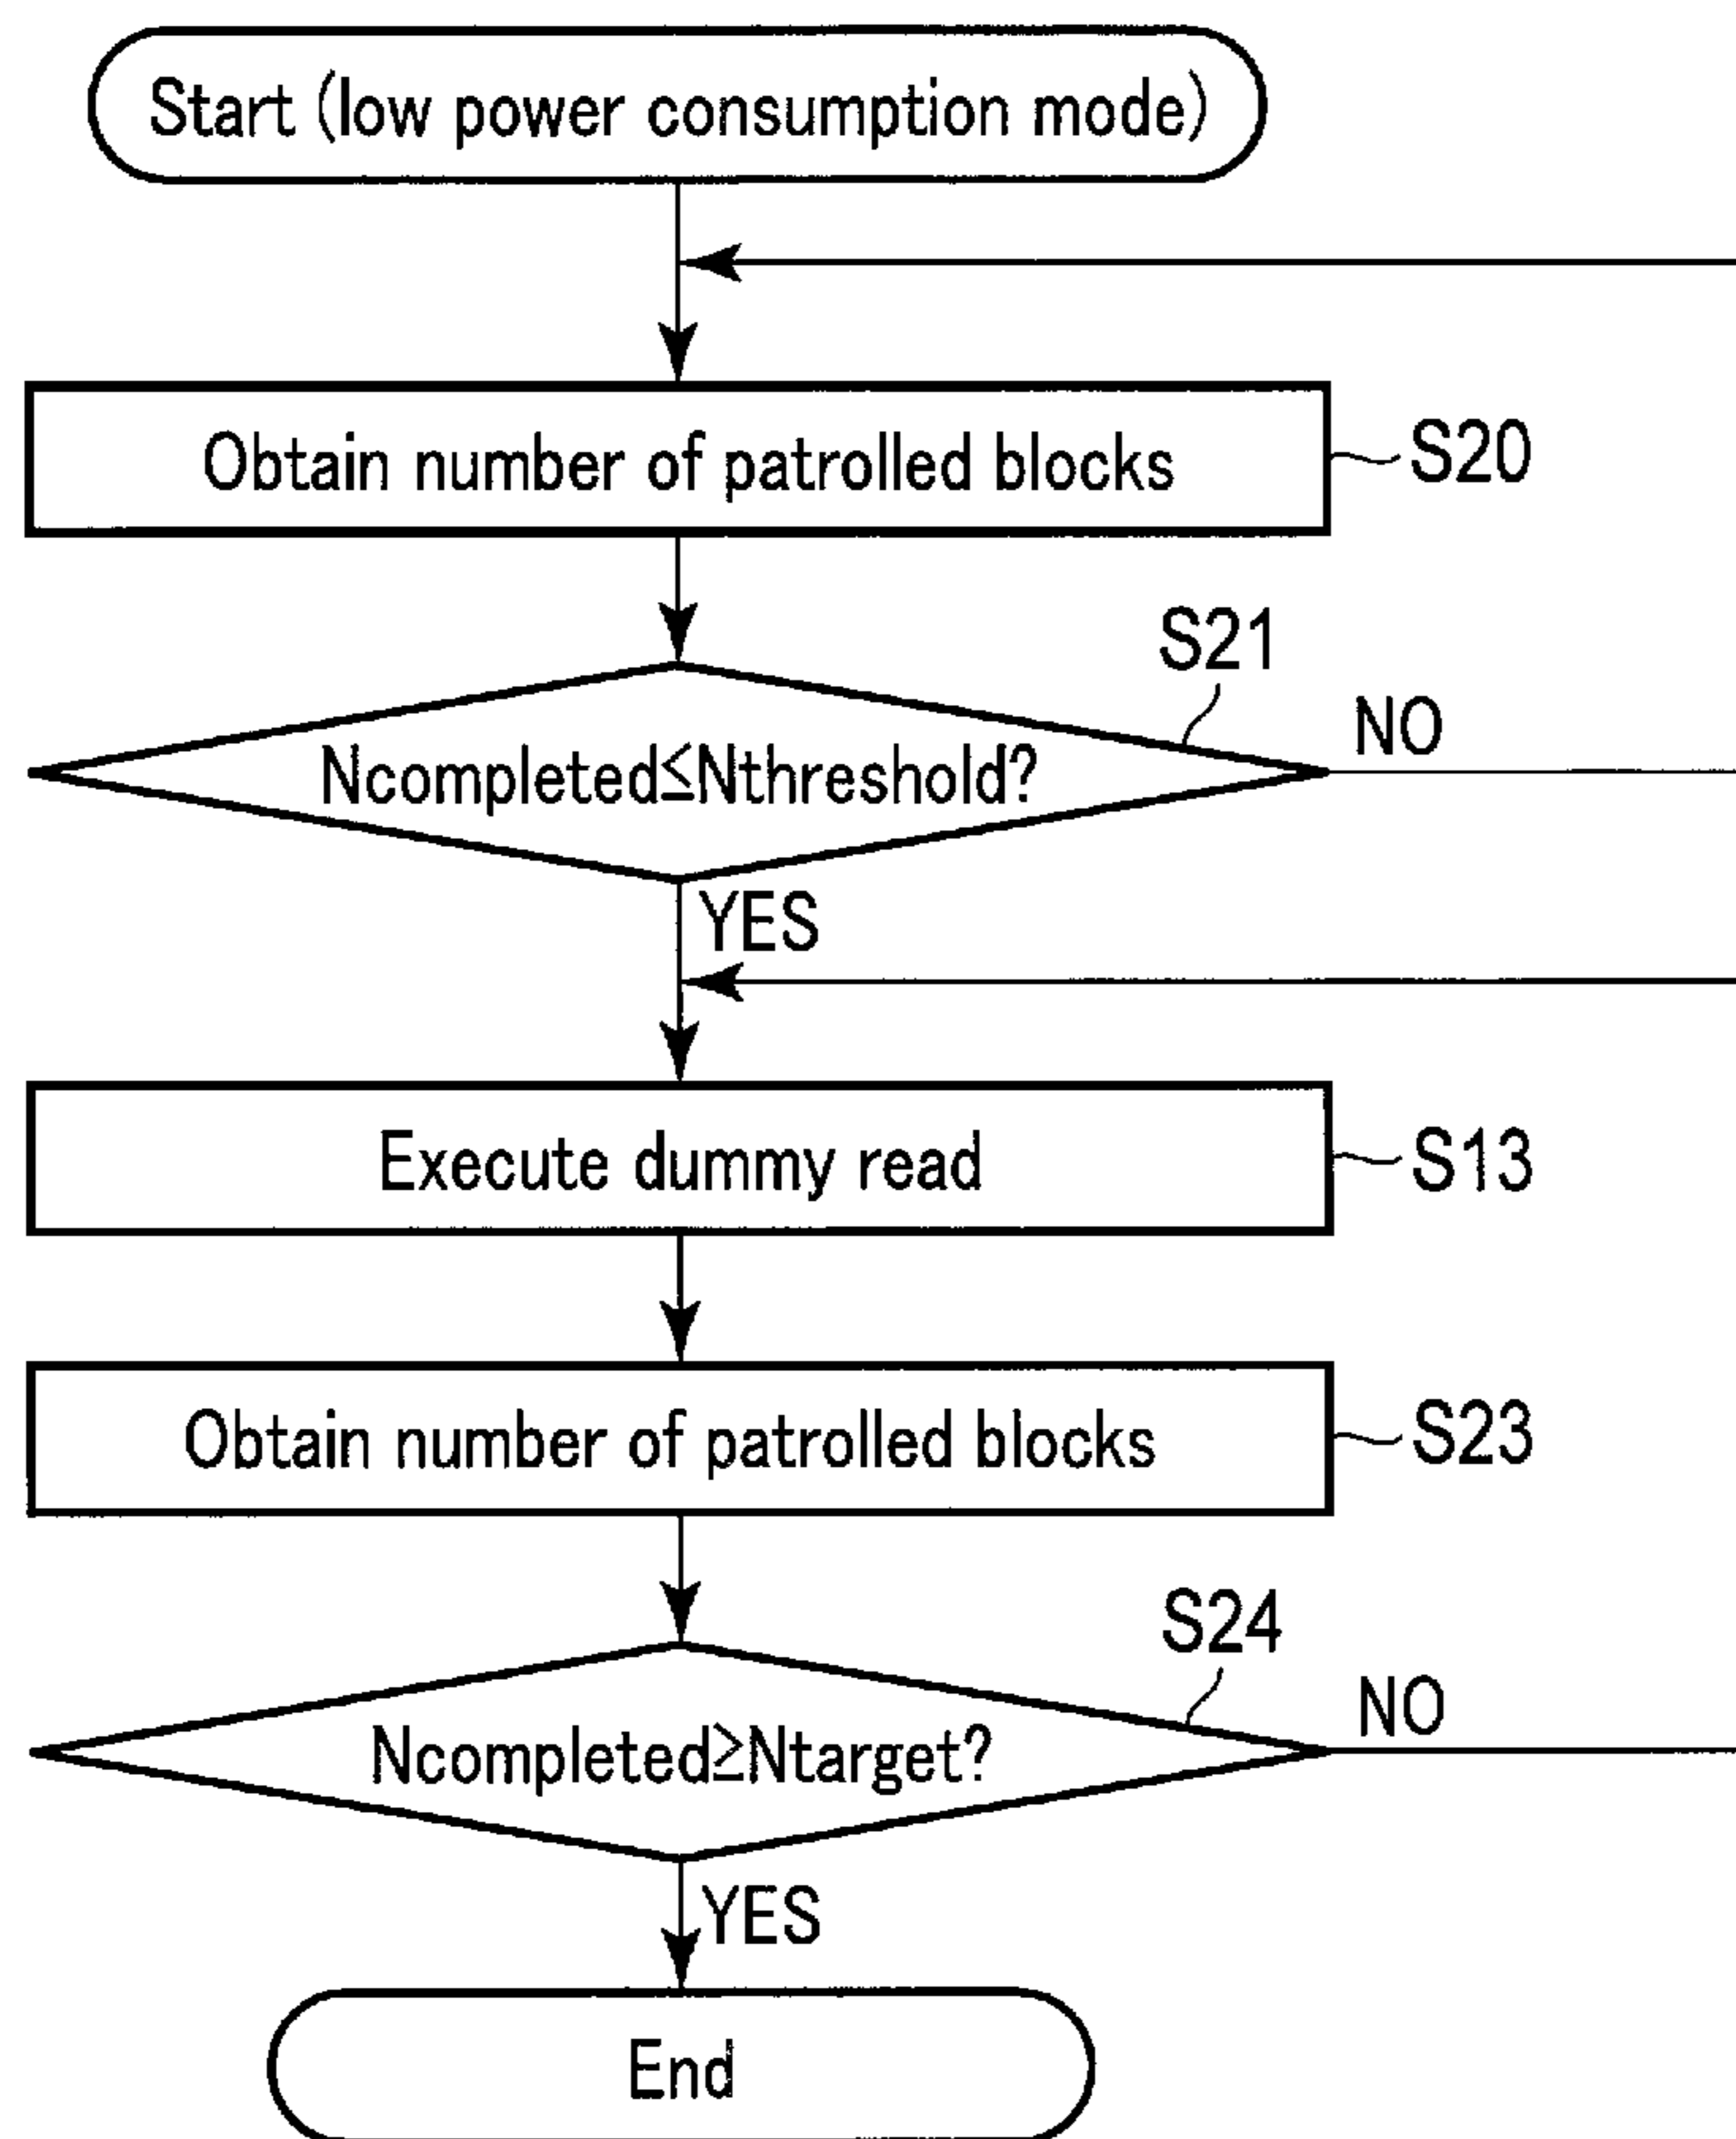 Start (low power consumption mode)
Obtain number of patrolled blocks
S20
S21
Ncompleted≦Nthreshold?
NO
YES
Execute dummy read
S13
Obtain number of patrolled blocks
S23
S24
Ncompleted≧Ntarget?
NO
YES
End